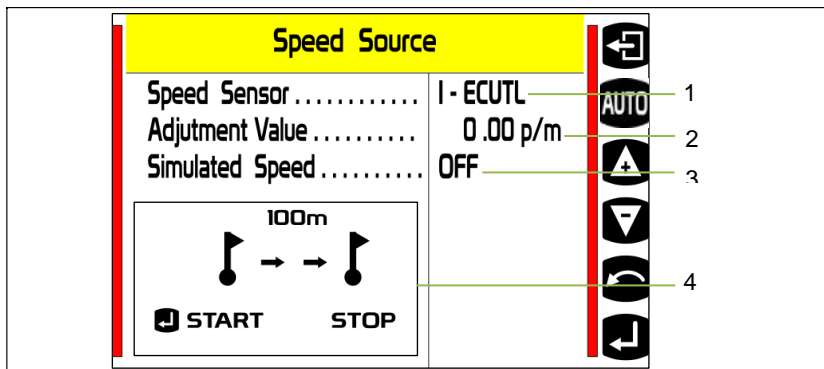 Speed Source
Speed Sensor............ I - ECUTL 1
AUTO
Adjutment Value.......... 0 .00 p/m 2
Simulated Speed.......... OFF 3
100m
START STOP
4